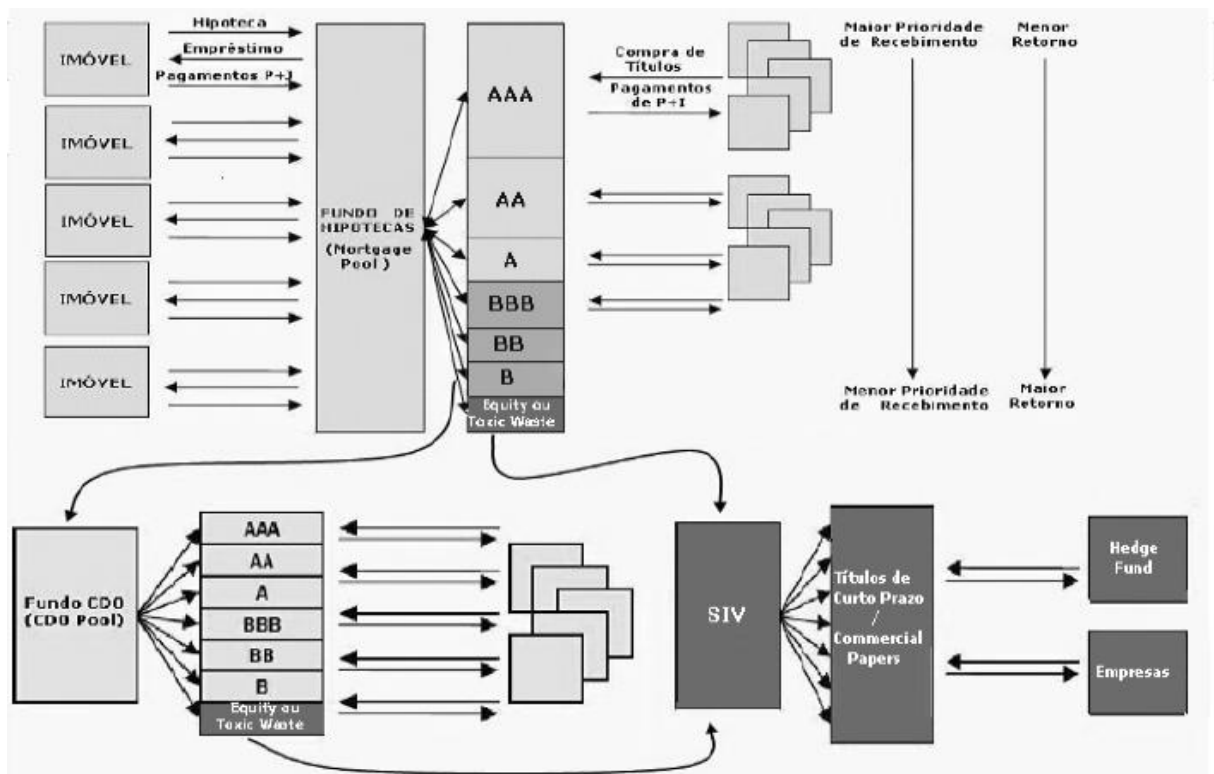 Hipoteca
Empréstimo
Pagamentos P+J
IMÓVEL
IMÓVEL
IMÓVEL
IMÓVEL
IMÓVEL
FUNDO DE
HIPOTECAS
(Mortgage
Pool )
AAA
AA
A
BBB
BB
B
Equity ou
Toxic Waste
Compra de
Títulos
Pagamentos
de P+I
Maior Prioridade
de Recebimento
Menor
Retorno
Menor Prioridade
de Recebimento
Maior
Retorno
Fundo CDO
(CDO Pool)
AAA
AA
A
BBB
BB
B
Equity ou
Toxic Waste
SIV
Títulos de
Curto Prazo
/
Commercial
Papers
Hedge
Fund
Empresas